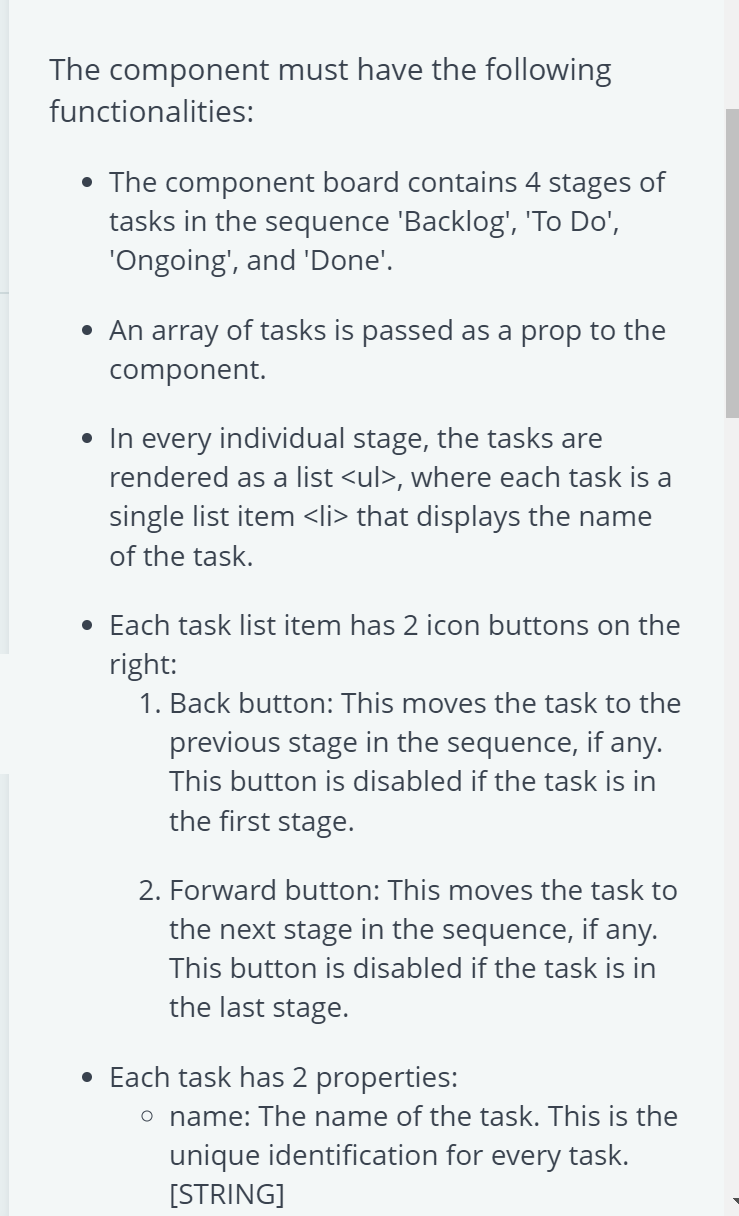 The component must have the following
functionalities:
• The component board contains 4 stages of
tasks in the sequence 'Backlog', 'To Do',
'Ongoing', and 'Done'.
• An array of tasks is passed as a prop to the
component.
• In every individual stage, the tasks are
rendered as a list <ul>, where each task is a
single list item <li> that displays the name
of the task.
• Each task list item has 2 icon buttons on the
right:
1. Back button: This moves the task to the
previous stage in the sequence, if any.
This button is disabled if the task is in
the first stage.
2. Forward button: This moves the task to
the next stage in the sequence, if any.
This button is disabled if the task is in
the last stage.
• Each task has 2 properties:
○ name: The name of the task. This is the
unique identification for every task.
[STRING]